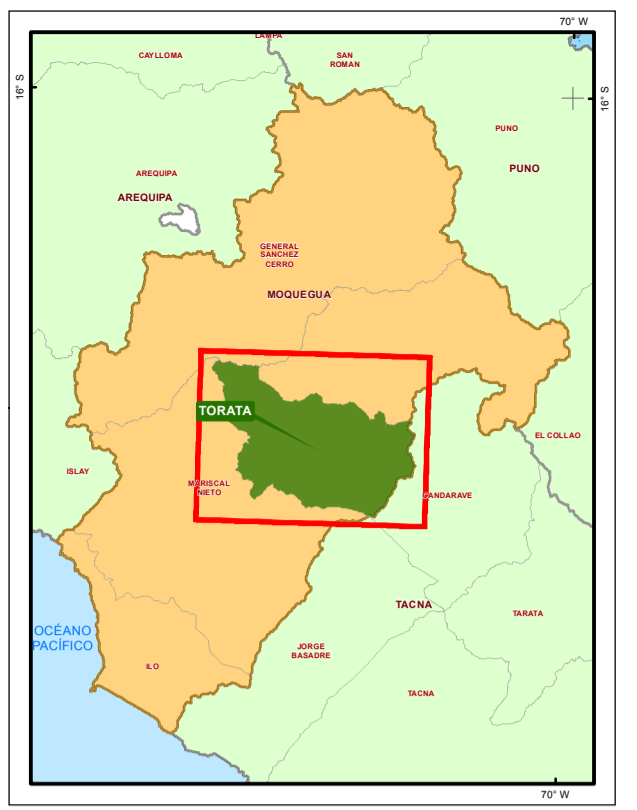 70° W
LAMPA
CAYLLOMA
SAN
ROMAN
16° S
16° S
PUNO
PUNO
AREQUIPA
AREQUIPA
GENERAL
SANCHEZ
CERRO
MOQUEGUA
TORATA
EL COLLAO
ISLAY
MARISCAL
NIETO
CANDARAVE
TACNA
TARATA
OCÉANO
PACÍFICO
JORGE
BASADRE
ILO
TACNA
70° W